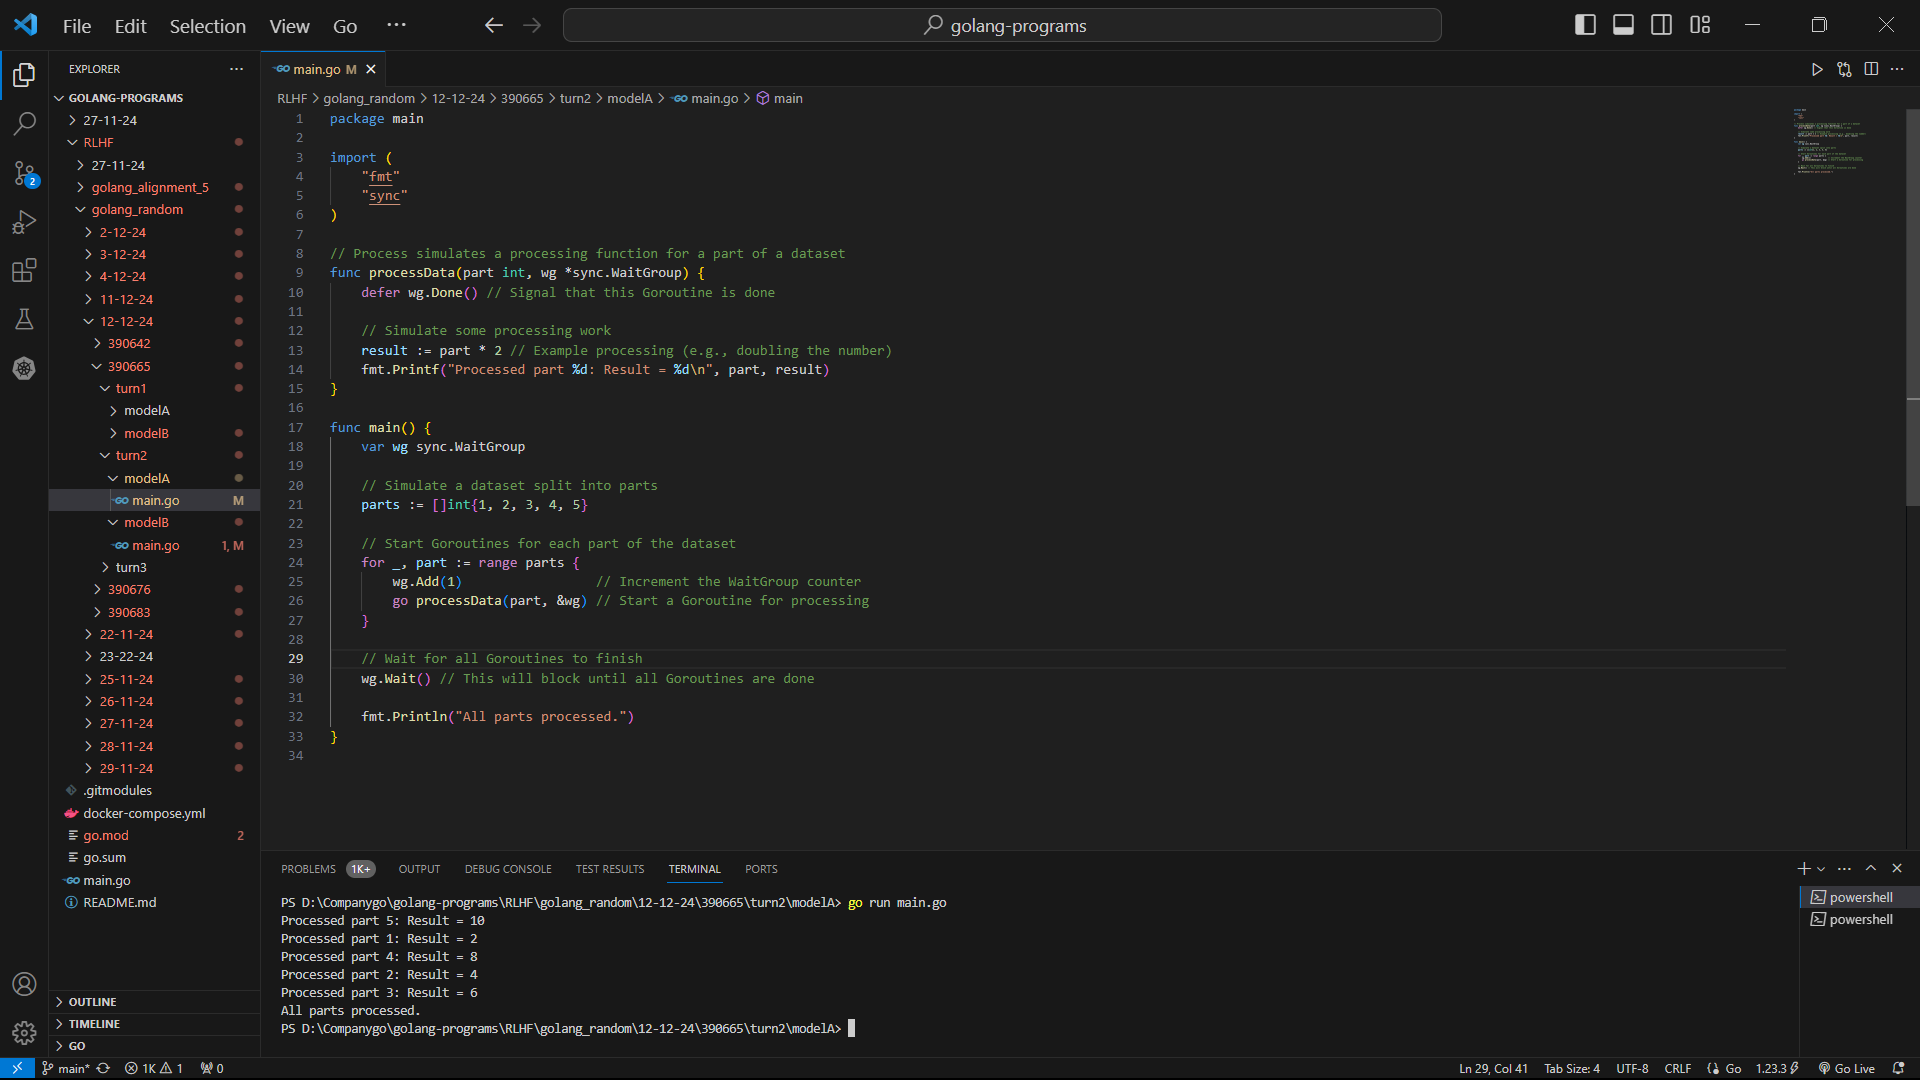 File Edit Selection View Go ··· golang-programs
EXPLORER
GOLANG-PROGRAMS
27-11-24
RLHF
27-11-24
golang_alignment_5
golang_random
2-12-24
3-12-24
4-12-24
11-12-24
12-12-24
390642
390665
turn1
modelA
modelB
turn2
modelA
main.go M
modelB
main.go 1, M
turn3
390676
390683
22-11-24
23-22-24
25-11-24
26-11-24
27-11-24
28-11-24
29-11-24
.gitmodules
docker-compose.yml
go.mod 2
go.sum
main.go
README.md
OUTLINE
TIMELINE
GO
2
main.go M
RLHF > golang_random > 12-12-24 > 390665 > turn2 > modelA > main.go > main
1 package main
2
3 import (
4 "fmt"
5 "sync"
6 )
7
8 // Process simulates a processing function for a part of a dataset
9 func processData(part int, wg *sync.WaitGroup) {
10 defer wg.Done() // Signal that this Goroutine is done
11
12 // Simulate some processing work
13 result := part * 2 // Example processing (e.g., doubling the number)
14 fmt.Printf("Processed part %d: Result = %d\n", part, result)
15 }
16
17 func main() {
18 var wg sync.WaitGroup
19
20 // Simulate a dataset split into parts
21 parts := []int{1, 2, 3, 4, 5}
22
23 // Start Goroutines for each part of the dataset
24 for _, part := range parts {
25 wg.Add(1) // Increment the WaitGroup counter
26 go processData(part, &wg) // Start a Goroutine for processing
27 }
28
29 // Wait for all Goroutines to finish
30 wg.Wait() // This will block until all Goroutines are done
31
32 fmt.Println("All parts processed.")
33 }
34
PROBLEMS 1K+ OUTPUT DEBUG CONSOLE TEST RESULTS TERMINAL PORTS
PS D:\Companygo\golang-programs\RLHF\golang_random\12-12-24\390665\turn2\modelA> go run main.go
Processed part 5: Result = 10
Processed part 1: Result = 2
Processed part 4: Result = 8
Processed part 2: Result = 4
Processed part 3: Result = 6
All parts processed.
PS D:\Companygo\golang-programs\RLHF\golang_random\12-12-24\390665\turn2\modelA>
powershell
powershell
main* 1K 1 0 Ln 29, Col 41 Tab Size: 4 UTF-8 CRLF Go 1.23.3 Go Live